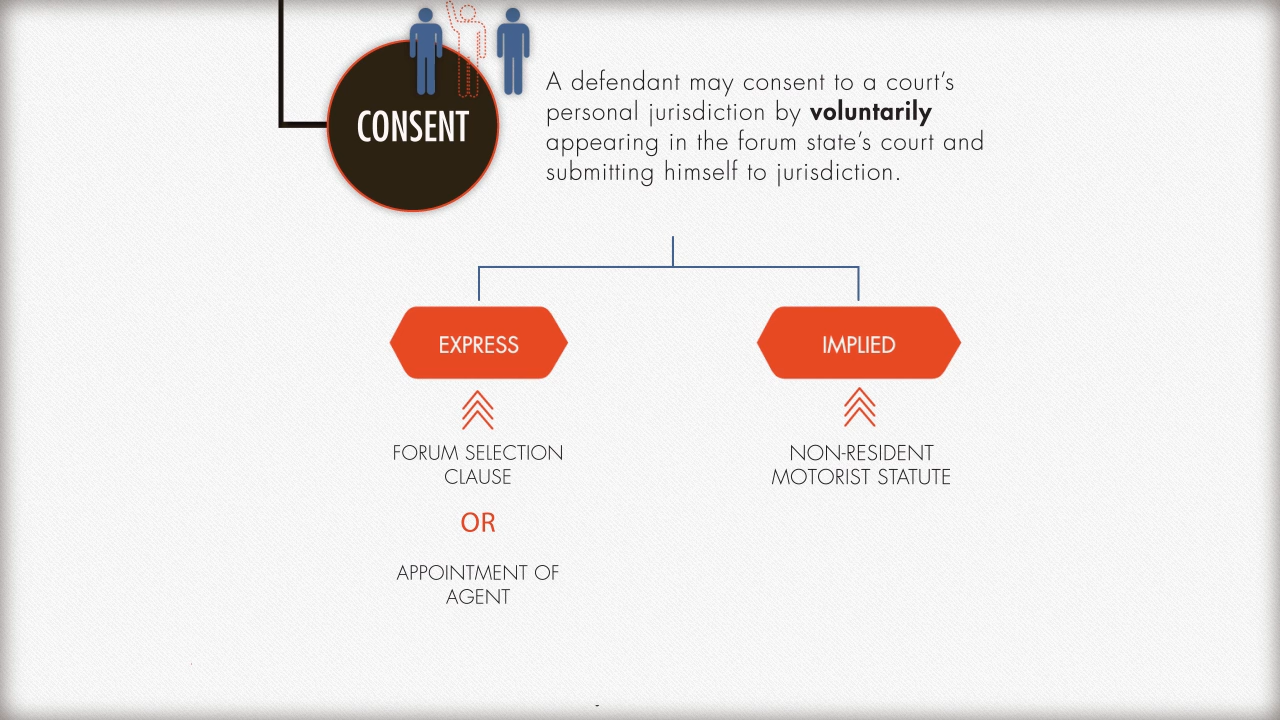 CONSENT
A defendant may consent to a court's
personal jurisdiction by voluntarily
appearing in the forum state's court and
submitting himself to jurisdiction.
EXPRESS
IMPLIED
FORUM SELECTION
CLAUSE
OR
APPOINTMENT OF
AGENT
NON-RESIDENT
MOTORIST STATUTE